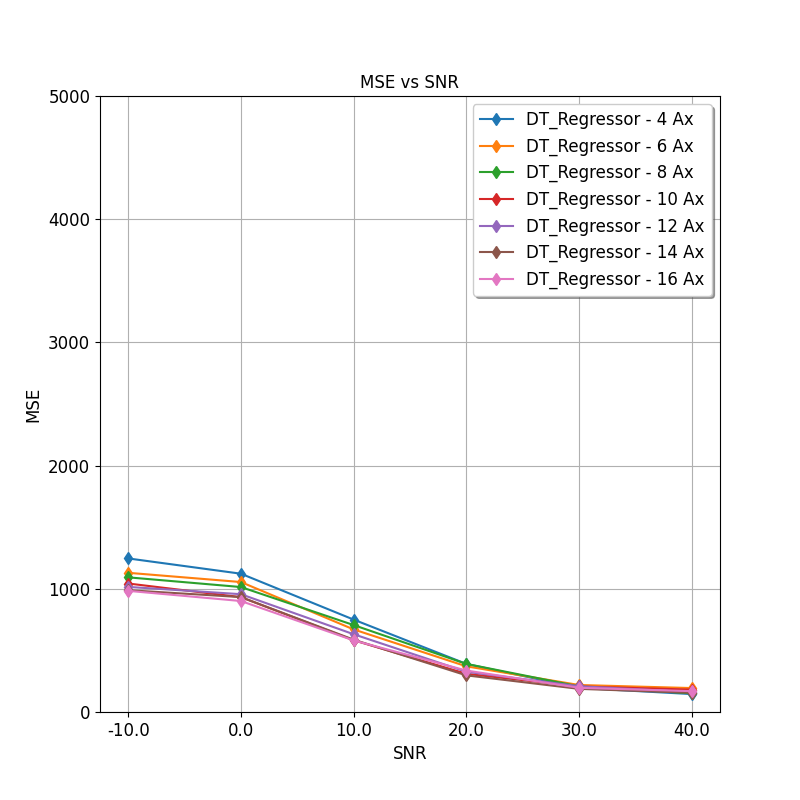 MSE vs SNR
5000
4000
3000
2000
1000
0
MSE
DT_Regressor - 4 Ax
DT_Regressor - 6 Ax
DT_Regressor - 8 Ax
DT_Regressor - 10 Ax
DT_Regressor - 12 Ax
DT_Regressor - 14 Ax
DT_Regressor - 16 Ax
-10.0 0.0 10.0 20.0 30.0 40.0
SNR